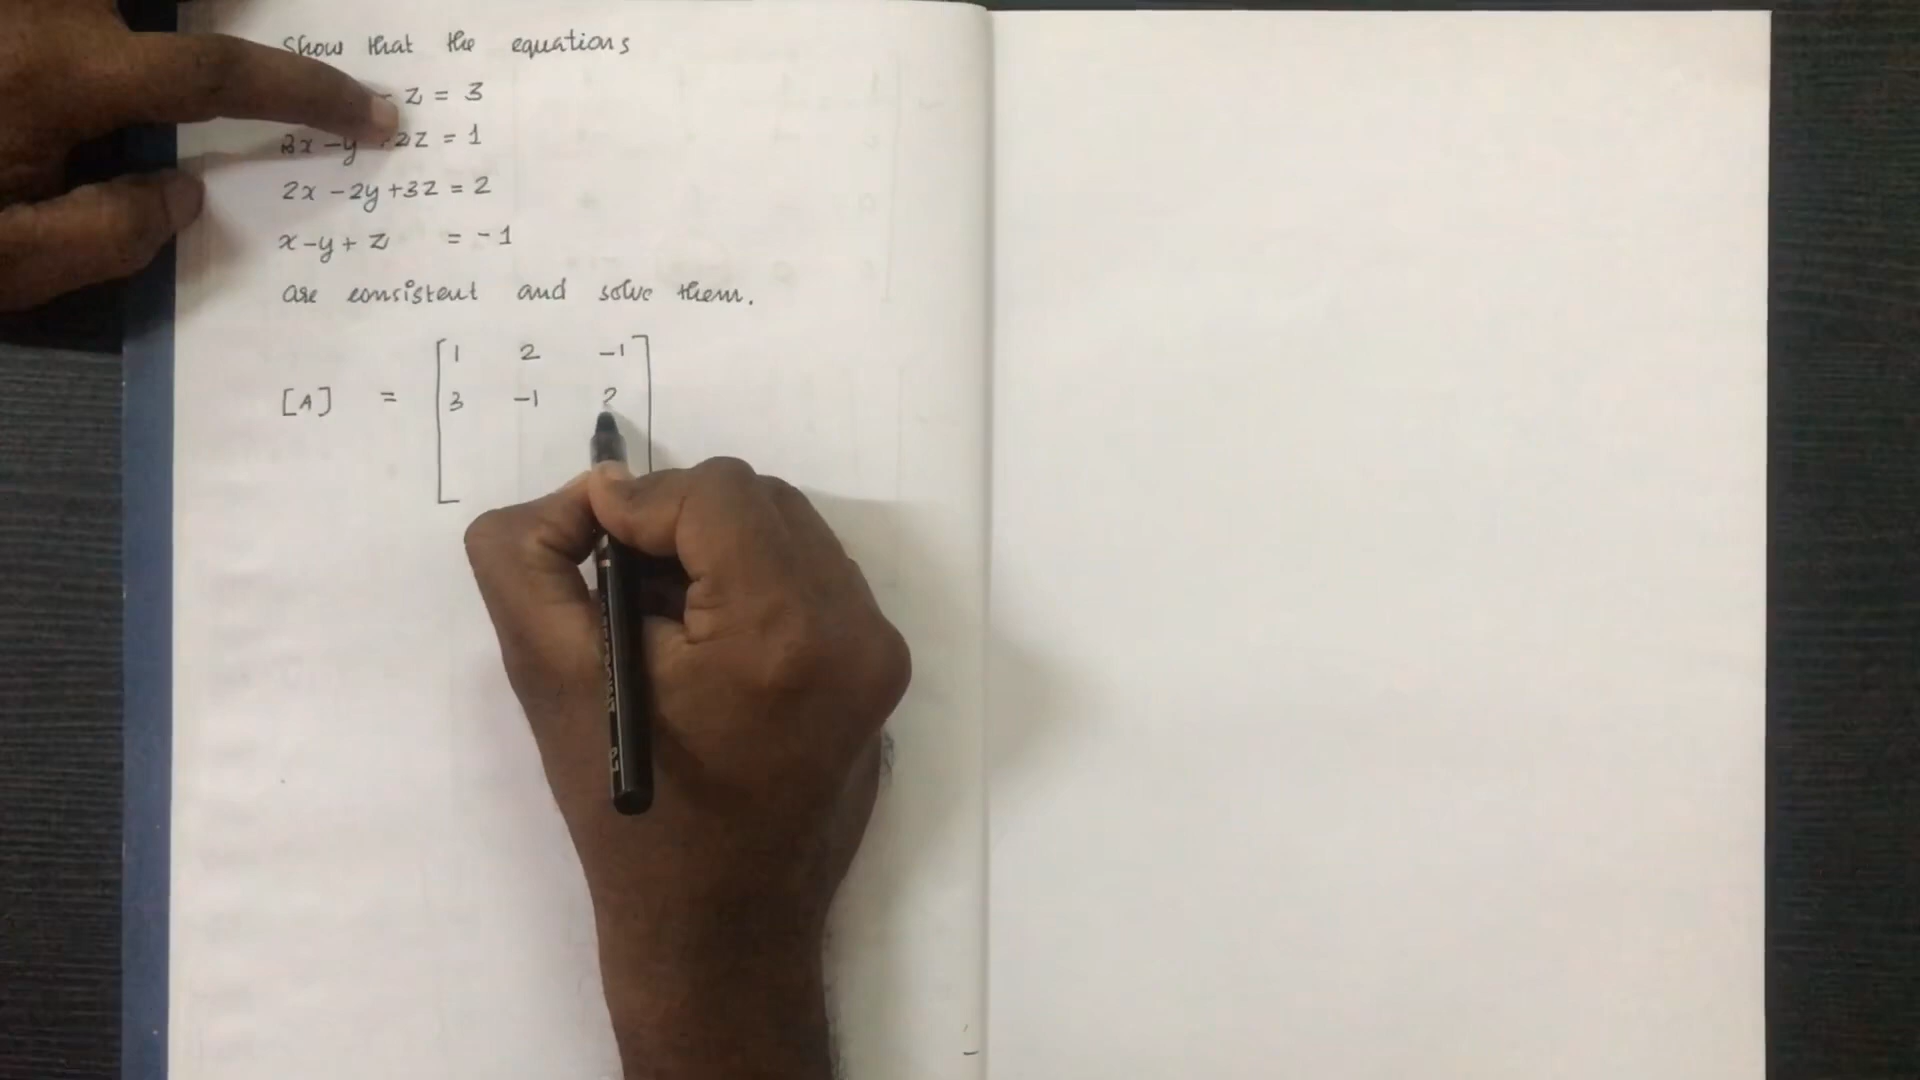 Show that the equations
- z = 3
3x - y + 2z = 1
2x - 2y + 3z = 2
x - y + z = -1
are consistent and solve them.
1 2 -1
[A] = 3 -1 2